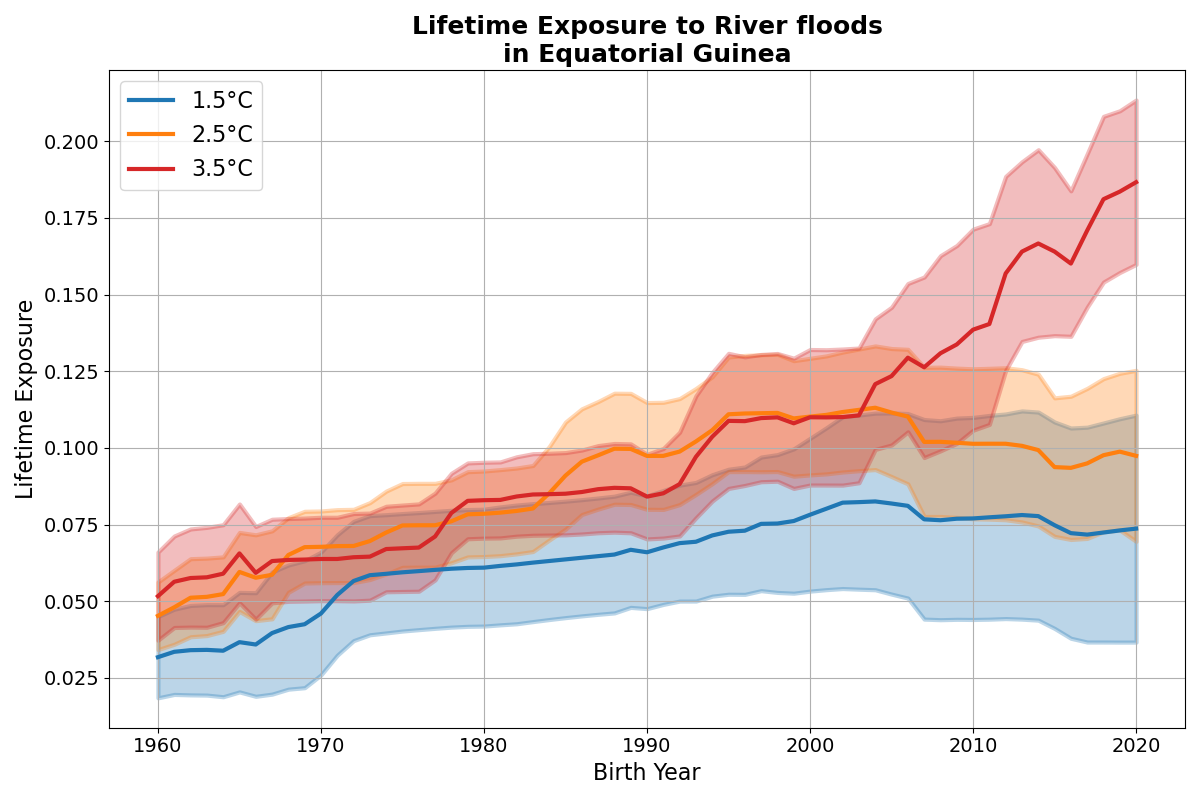 Lifetime Exposure to River floods
in Equatorial Guinea
1.5°C
2.5°C
3.5°C
Lifetime Exposure
0.200
0.175
0.150
0.125
0.100
0.075
0.050
0.025
1960 1970 1980 1990 2000 2010 2020
Birth Year